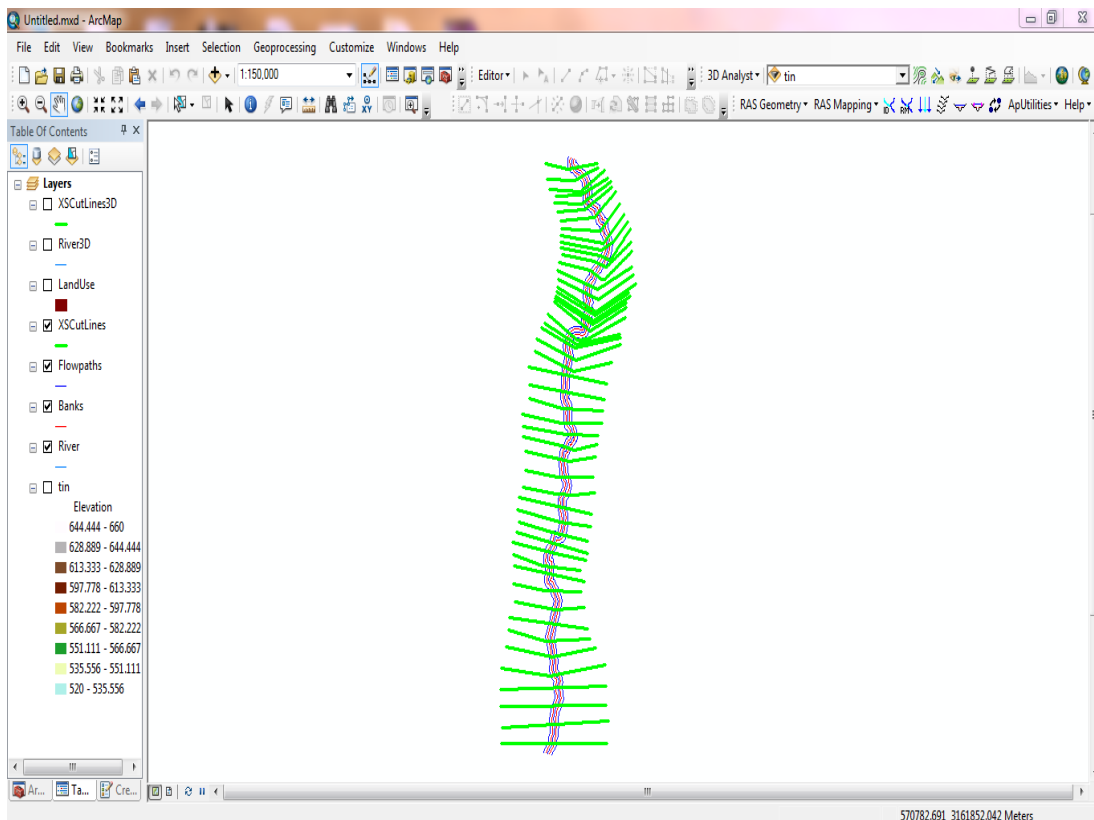 Untitled.mxd - ArcMap
File Edit View Bookmarks Insert Selection Geoprocessing Customize Windows Help
1:150,000 Editor 3D Analyst tin
RAS Geometry RAS Mapping ID RiH ApUtilities Help
Table Of Contents
Layers
XSCutLines3D
River3D
LandUse
XSCutLines
Flowpaths
Banks
River
tin
Elevation
644.444 - 660
628.889 - 644.444
613.333 - 628.889
597.778 - 613.333
582.222 - 597.778
566.667 - 582.222
551.111 - 566.667
535.556 - 551.111
520 - 535.556
Ar... Ta... Cre...
570782.691 3161852.042 Meters